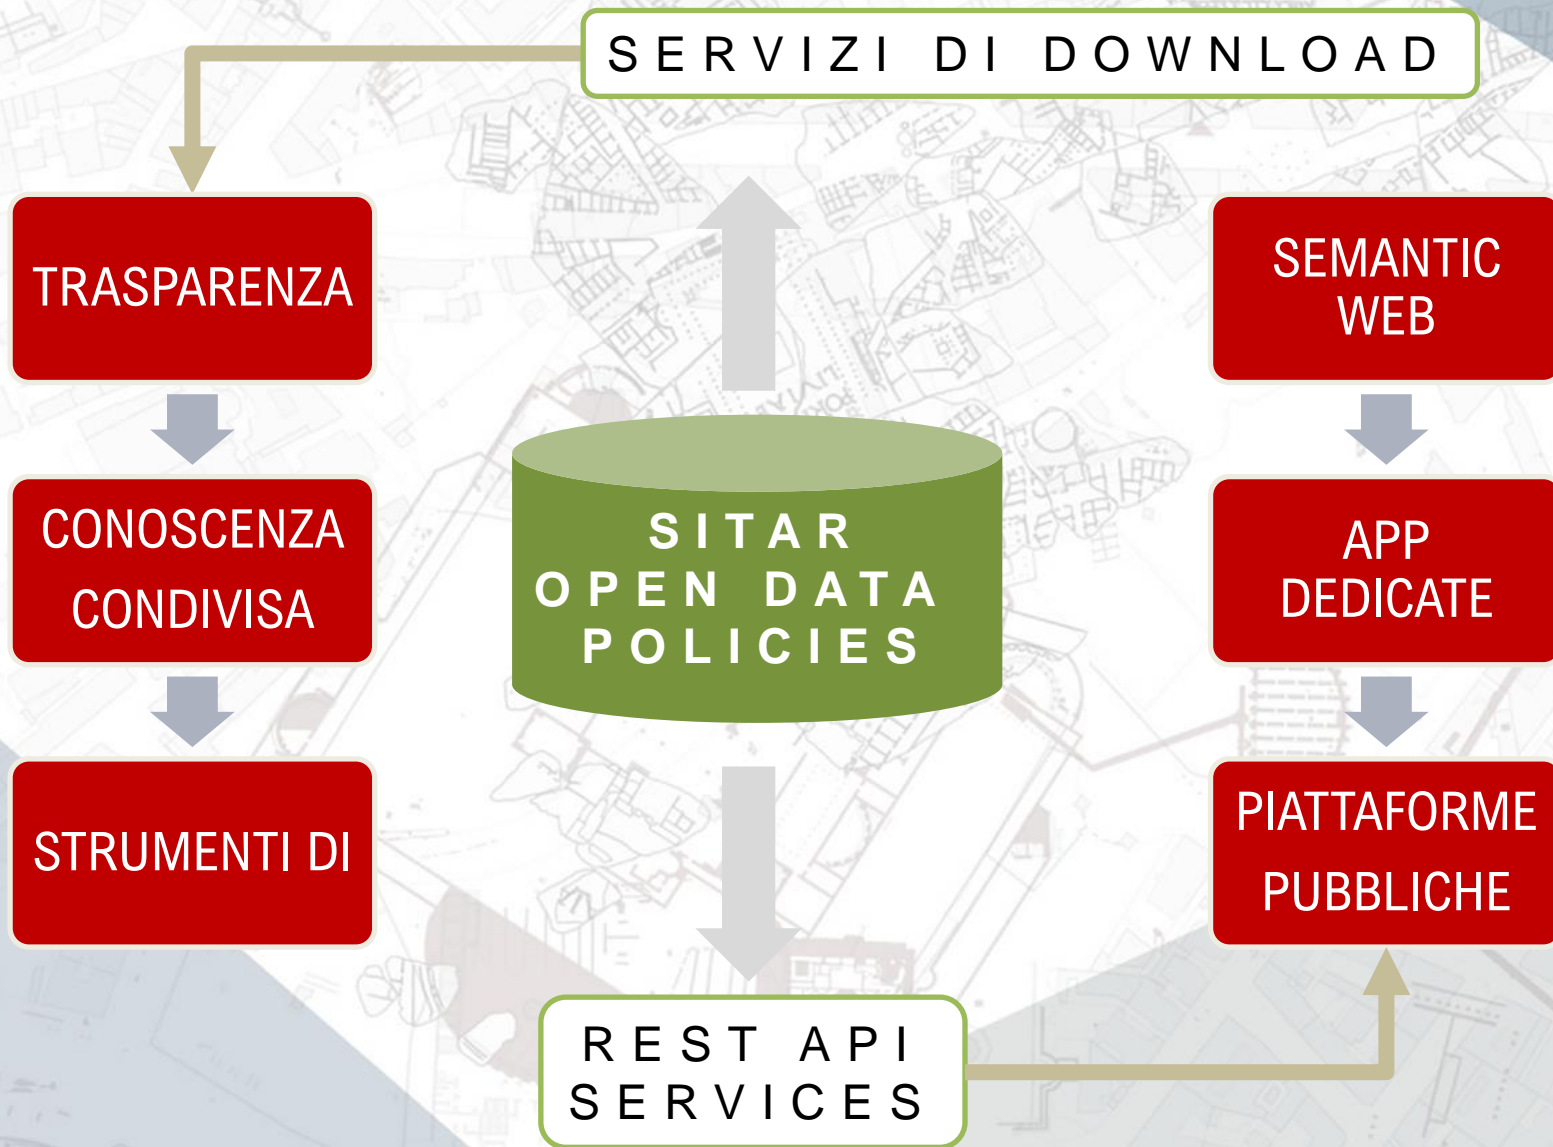 SERVIZI DI DOWNLOAD
TRASPARENZA
CONOSCENZA
CONDIVISA
STRUMENTI DI
SITAR
OPEN DATA
POLICIES
SEMANTIC
WEB
APP
DEDICATE
PIATTAFORME
PUBBLICHE
REST API
SERVICES